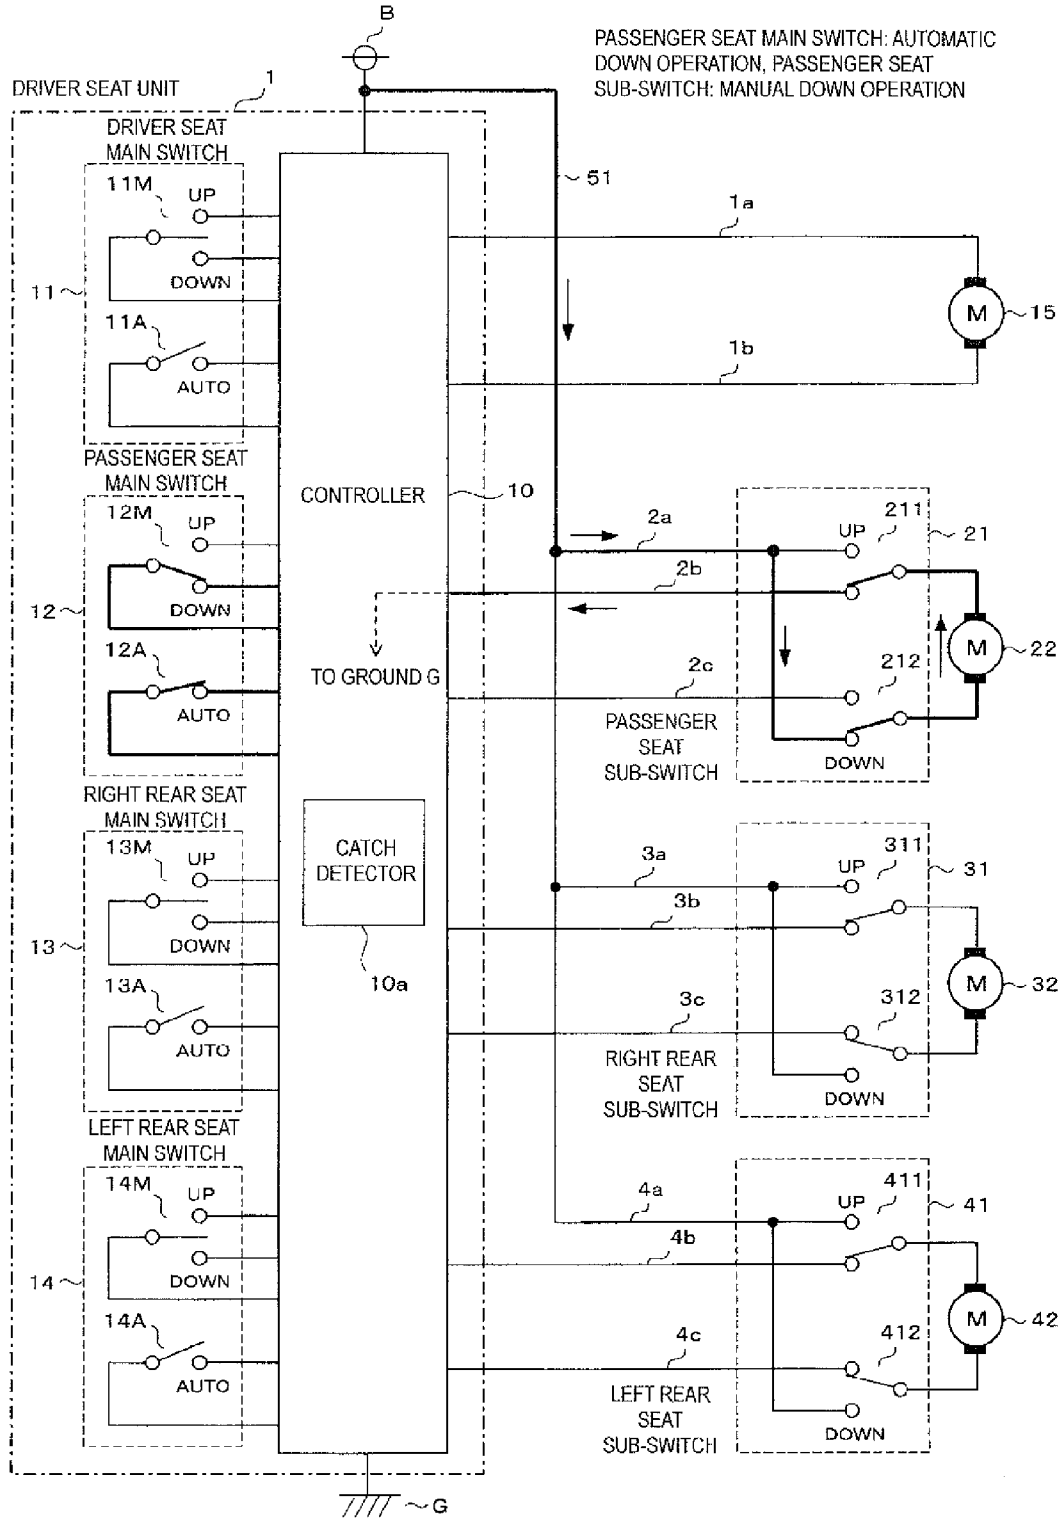 B
PASSENGER SEAT MAIN SWITCH: AUTOMATIC
DOWN OPERATION, PASSENGER SEAT
SUB-SWITCH: MANUAL DOWN OPERATION
DRIVER SEAT UNIT
1
DRIVER SEAT
MAIN SWITCH
11M
UP
DOWN
11
11A
AUTO
51
1a
M
15
1b
PASSENGER SEAT
MAIN SWITCH
12M
UP
DOWN
12
12A
AUTO
CONTROLLER
10
2a
2b
TO GROUND G
2c
PASSENGER
SEAT
SUB-SWITCH
UP
211
21
M
22
212
DOWN
RIGHT REAR SEAT
MAIN SWITCH
13M
UP
DOWN
13
13A
AUTO
CATCH
DETECTOR
10a
3a
3b
3c
RIGHT REAR
SEAT
SUB-SWITCH
UP
311
31
M
32
312
DOWN
LEFT REAR SEAT
MAIN SWITCH
14M
UP
DOWN
14
14A
AUTO
4a
4b
4c
LEFT REAR
SEAT
SUB-SWITCH
UP
411
41
M
42
412
DOWN
G